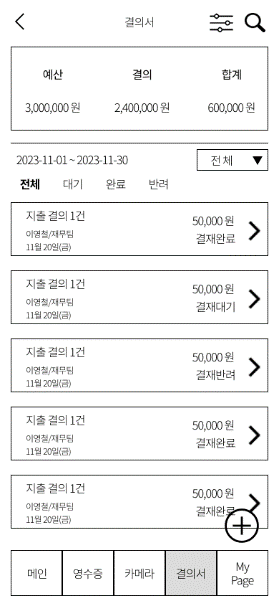 결의서
예산 결의 합계
3,000,000 원 2,400,000 원 600,000 원
2023-11-01 ~ 2023-11-30 전체
전체 대기 완료 반려
지출 결의 1건 50,000 원
이영철/재무팀 결재완료
11월 20일(금)
지출 결의 1건 50,000 원
이영철/재무팀 결재대기
11월 20일(금)
지출 결의 1건 50,000 원
이영철/재무팀 결재반려
11월 20일(금)
지출 결의 1건 50,000 원
이영철/재무팀 결재완료
11월 20일(금)
지출 결의 1건 50,000 원
이영철/재무팀 결재완료
11월 20일(금)
메인 영수증 카메라 결의서 My
Page